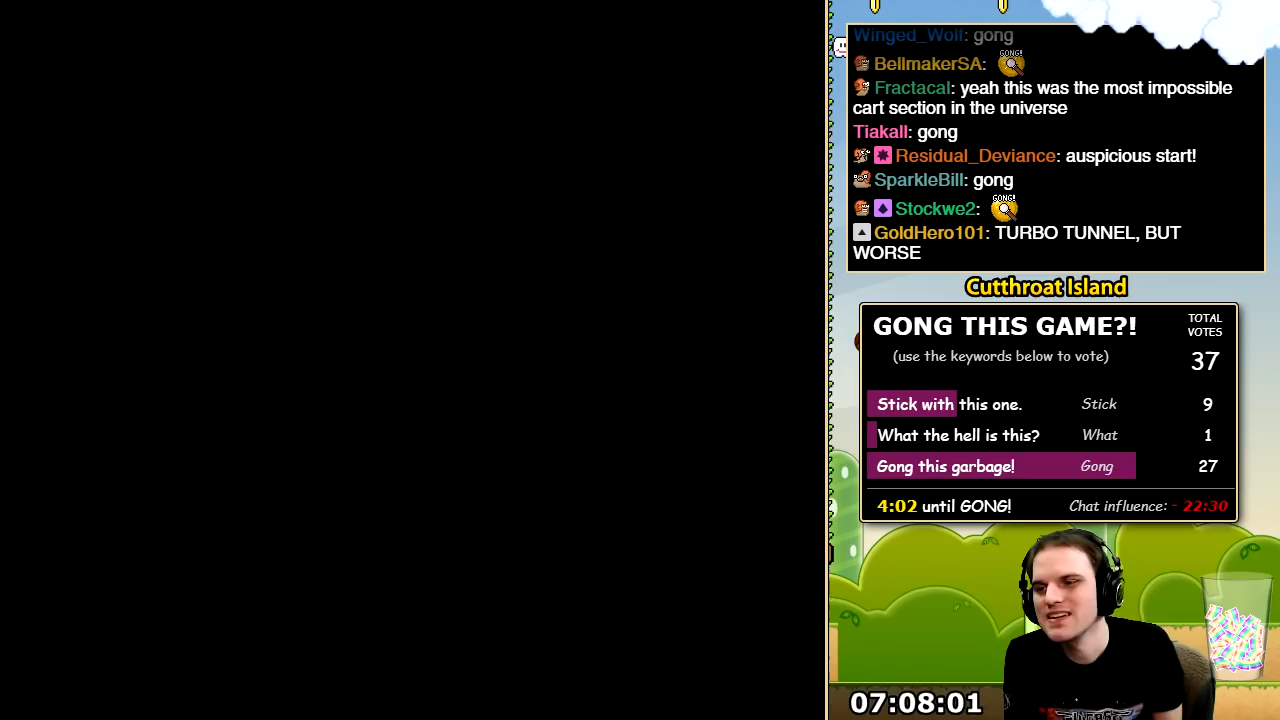 Winged_Wolf: gong
BellmakerSA: GONG!
Fractacal: yeah this was the most impossible
cart section in the universe
Tiakall: gong
Residual_Deviance: auspicious start!
SparkleBill: gong
Stockwe2: GONG!
GoldHero101: TURBO TUNNEL, BUT
WORSE
Cutthroat Island
GONG THIS GAME?!
TOTAL
VOTES
(use the keywords below to vote)
37
Stick with this one. Stick 9
What the hell is this? What 1
Gong this garbage! Gong 27
4:02 until GONG! Chat influence: - 22:30
07:08:01